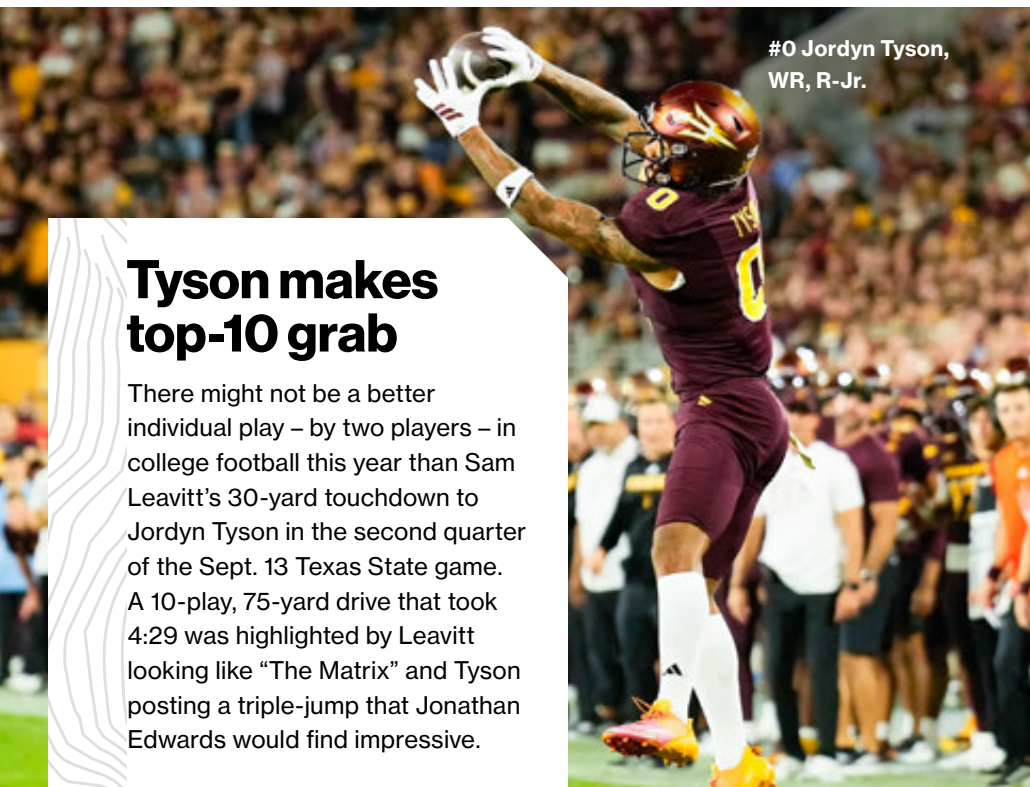 #0 Jordyn Tyson,
WR, R-Jr.
0
TYSO
0
Tyson makes
top-10 grab
There might not be a better
individual play – by two players – in
college football this year than Sam
Leavitt’s 30-yard touchdown to
Jordyn Tyson in the second quarter
of the Sept. 13 Texas State game.
A 10-play, 75-yard drive that took
4:29 was highlighted by Leavitt
looking like “The Matrix” and Tyson
posting a triple-jump that Jonathan
Edwards would find impressive.